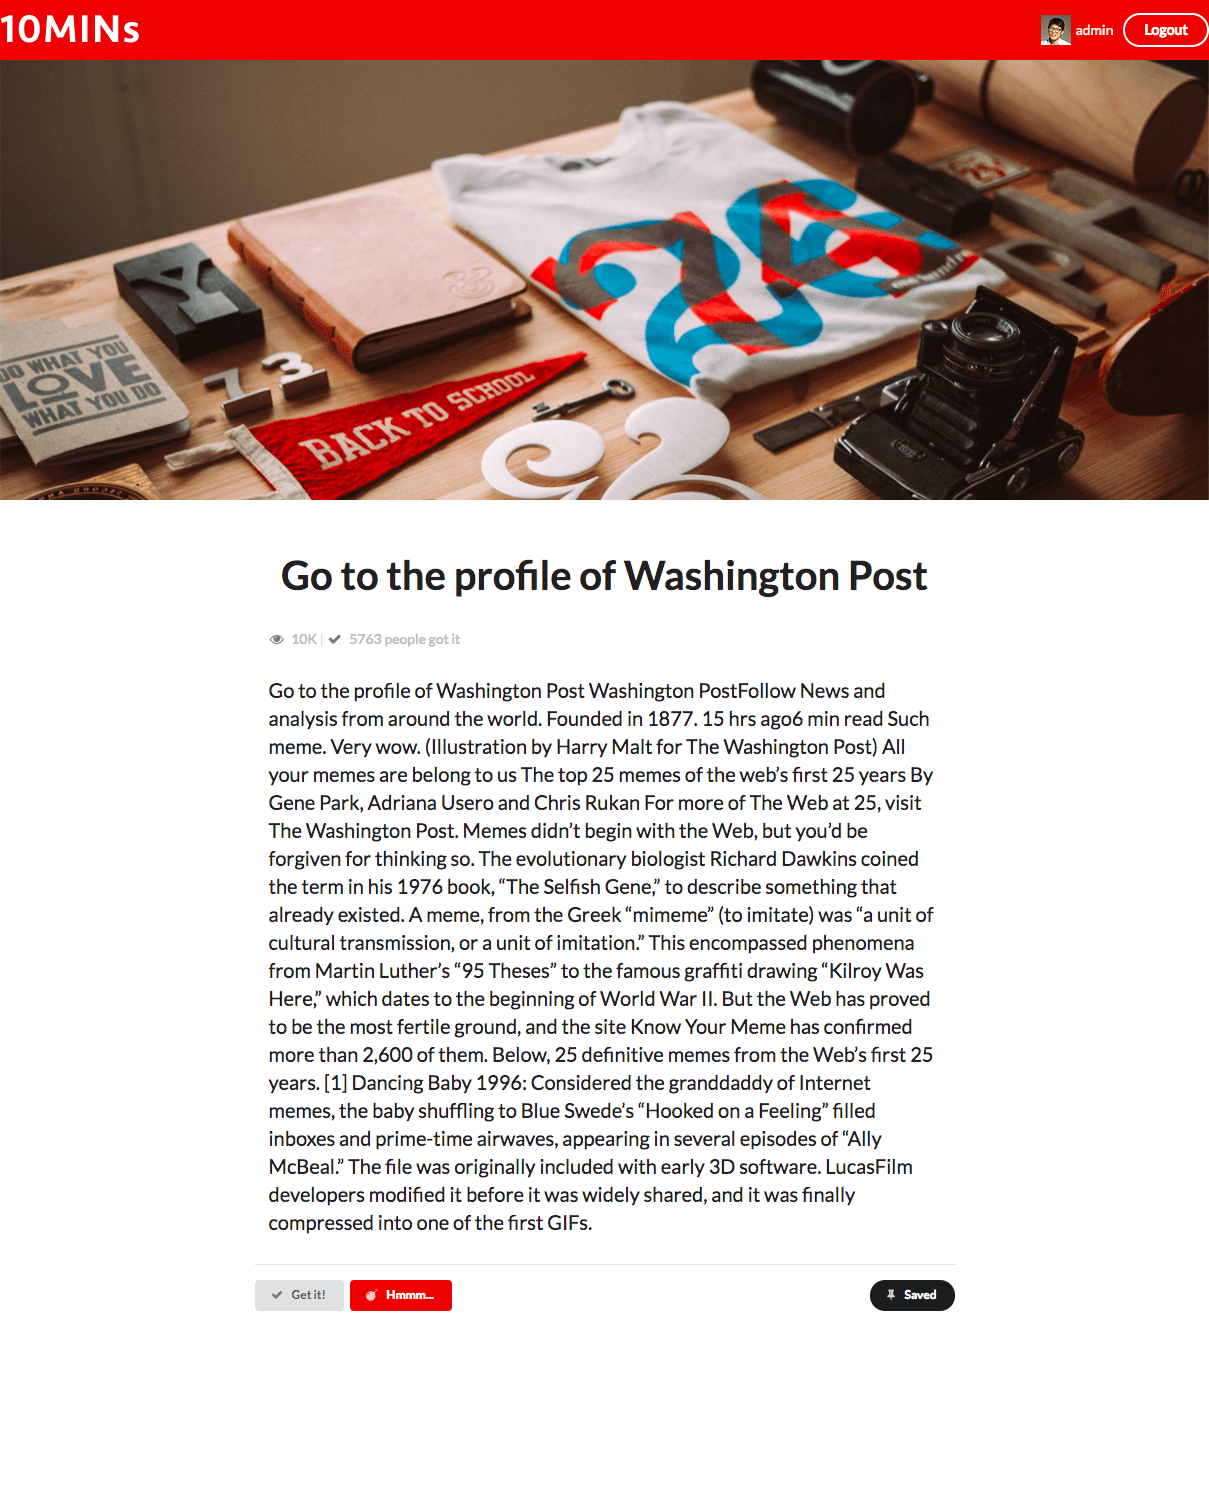 10MINs
admin
Logout
Y
DO WHAT YOU
LOVE
WHAT YOU DO
7 3
BACK TO SCHOOL
25
&
PH
Go to the profile of Washington Post
10K | 5763 people got it
Go to the profile of Washington Post Washington PostFollow News and
analysis from around the world. Founded in 1877. 15 hrs ago6 min read Such
meme. Very wow. (Illustration by Harry Malt for The Washington Post) All
your memes are belong to us The top 25 memes of the web’s first 25 years By
Gene Park, Adriana Usero and Chris Rukan For more of The Web at 25, visit
The Washington Post. Memes didn’t begin with the Web, but you’d be
forgiven for thinking so. The evolutionary biologist Richard Dawkins coined
the term in his 1976 book, “The Selfish Gene,” to describe something that
already existed. A meme, from the Greek “mimeme” (to imitate) was “a unit of
cultural transmission, or a unit of imitation.” This encompassed phenomena
from Martin Luther’s “95 Theses” to the famous graffiti drawing “Kilroy Was
Here,” which dates to the beginning of World War II. But the Web has proved
to be the most fertile ground, and the site Know Your Meme has confirmed
more than 2,600 of them. Below, 25 definitive memes from the Web’s first 25
years. [1] Dancing Baby 1996: Considered the granddaddy of Internet
memes, the baby shuffling to Blue Swede’s “Hooked on a Feeling” filled
inboxes and prime-time airwaves, appearing in several episodes of “Ally
McBeal.” The file was originally included with early 3D software. LucasFilm
developers modified it before it was widely shared, and it was finally
compressed into one of the first GIFs.
Get it!
Hmmm...
Saved